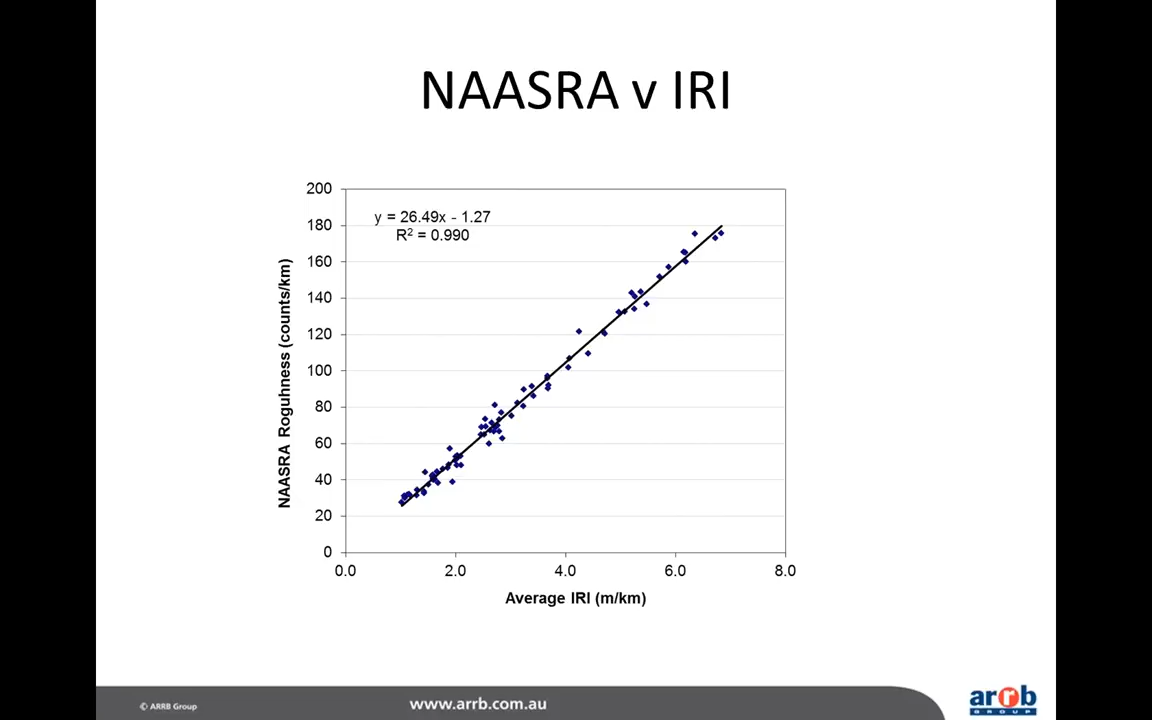 NAASRA v IRI
200
y = 26.49x - 1.27
180
R² = 0.990
160
140
120
100
80
60
40
20
0
NAASRA Roguhness (counts/km)
0.0 2.0 4.0 6.0 8.0
Average IRI (m/km)
© ARRB Group
www.arrb.com.au
arrb
GROUP